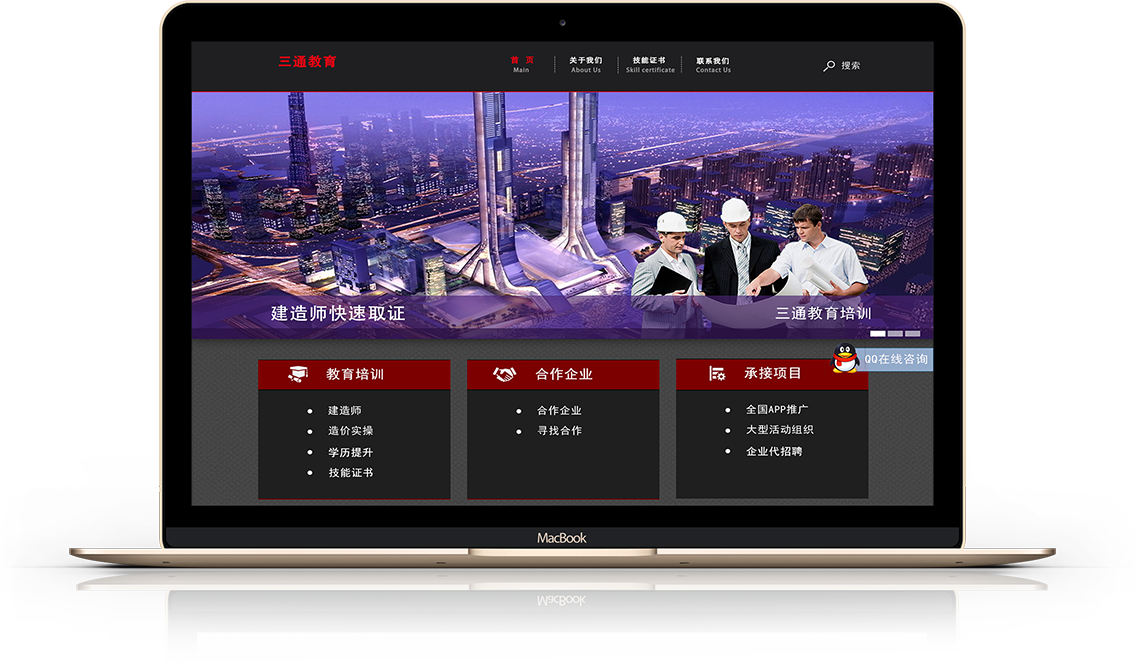 三通教育
首 页
Main
关于我们
About Us
技能证书
Skill certificate
联系我们
Contact Us
搜索
建造师快速取证
三通教育培训
QQ在线咨询
教育培训
建造师
造价实操
学历提升
技能证书
合作企业
合作企业
寻找合作
承接项目
全国APP推广
大型活动组织
企业代招聘
MacBook
MacBook